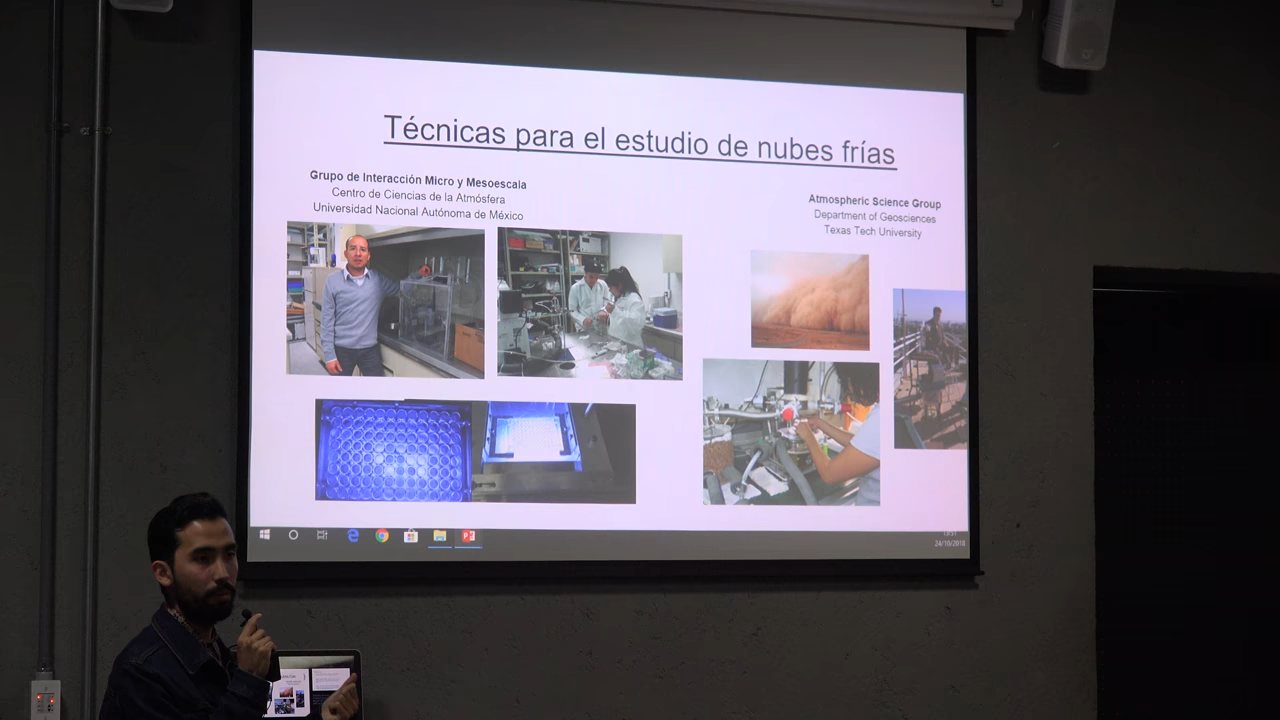 Técnicas para el estudio de nubes frías
Grupo de Interacción Micro y Mesoescala
Centro de Ciencias de la Atmósfera
Universidad Nacional Autónoma de México
Atmospheric Science Group
Department of Geosciences
Texas Tech University
24/10/2018